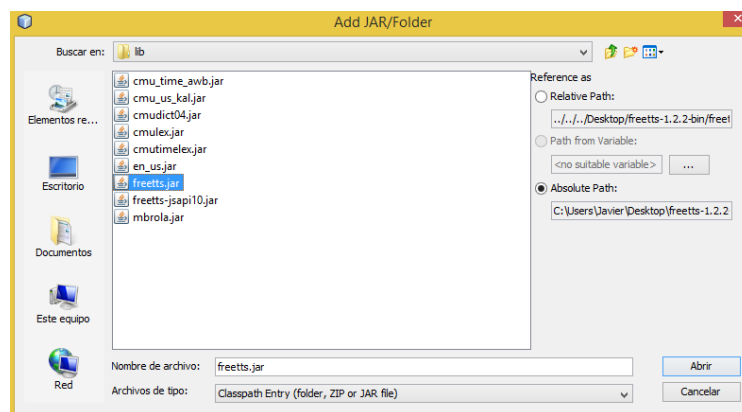 Add JAR/Folder
Buscar en:
lib
Elementos re...
Escritorio
Documentos
Este equipo
Red
cmu_time_awb.jar
cmu_us_kal.jar
cmudict04.jar
cmulex.jar
cmutimelex.jar
en_us.jar
freetts.jar
freetts-jsapi10.jar
mbrola.jar
Reference as
Relative Path:
../../../Desktop/freetts-1.2.2-bin/freet
Path from Variable:
<no suitable variable>
...
Absolute Path:
C:\Users\Javier\Desktop\freetts-1.2.2
Nombre de archivo:
freetts.jar
Abrir
Archivos de tipo:
Classpath Entry (folder, ZIP or JAR file)
Cancelar